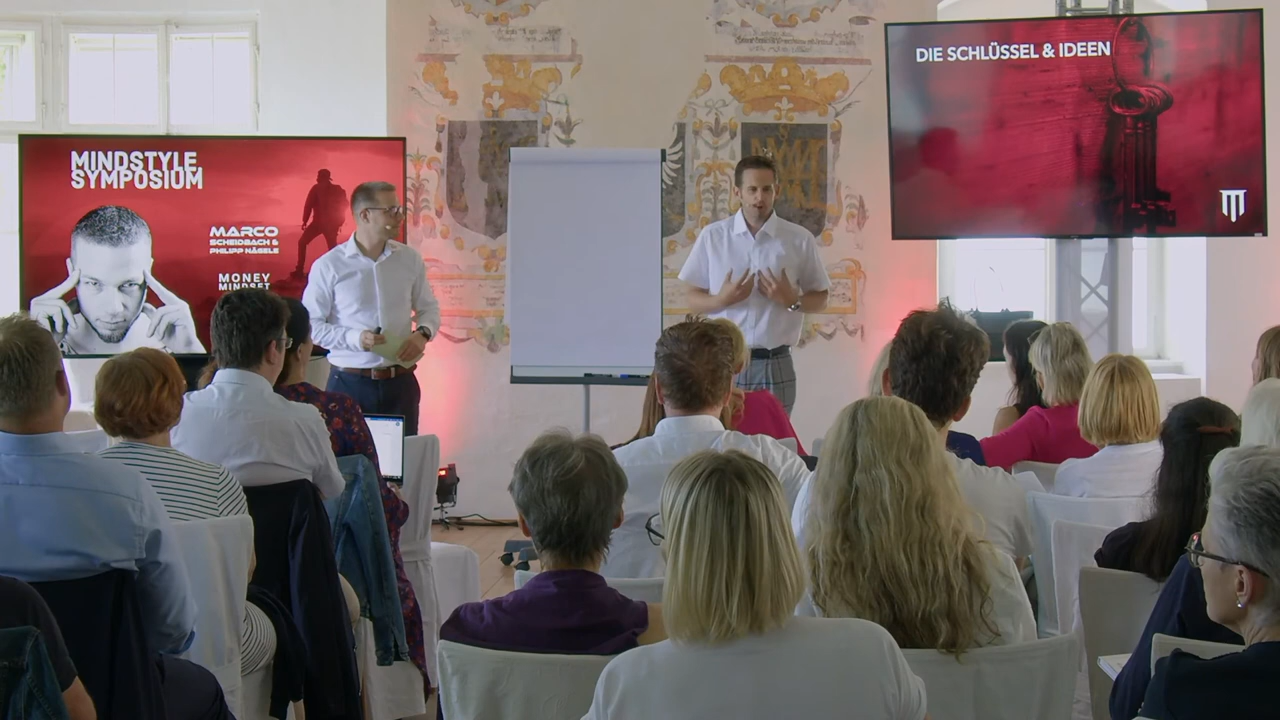 MINDSTYLE
SYMPOSIUM
MARCO
SCHEIDBACH &
PHILIPP NÄGELE
MONEY
MINDSET
DIE SCHLÜSSEL & IDEEN